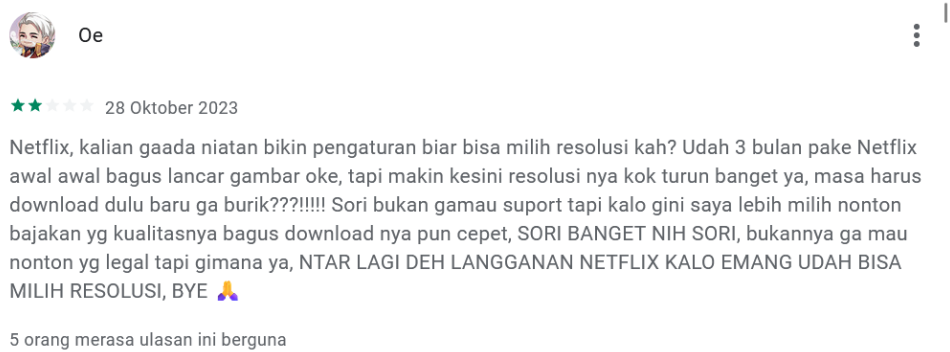 Oe
28 Oktober 2023
Netflix, kalian gaada niatan bikin pengaturan biar bisa milih resolusi kah? Udah 3 bulan pake Netflix
awal awal bagus lancar gambar oke, tapi makin kesini resolusi nya kok turun banget ya, masa harus
download dulu baru ga burik???!!!!! Sori bukan gamau suport tapi kalo gini saya lebih milih nonton
bajakan yg kualitasnya bagus download nya pun cepet, SORI BANGET NIH SORI, bukannya ga mau
nonton yg legal tapi gimana ya, NTAR LAGI DEH LANGGANAN NETFLIX KALO EMANG UDAH BISA
MILIH RESOLUSI, BYE 🙏
5 orang merasa ulasan ini berguna